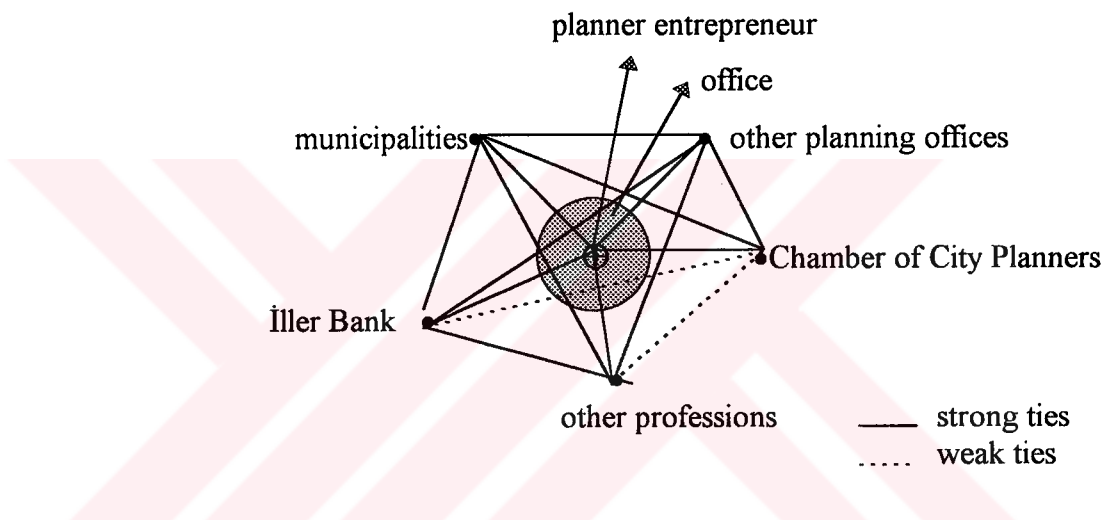 planner entrepreneur
office
municipalities
other planning offices
Chamber of City Planners
İller Bank
other professions
strong ties
weak ties